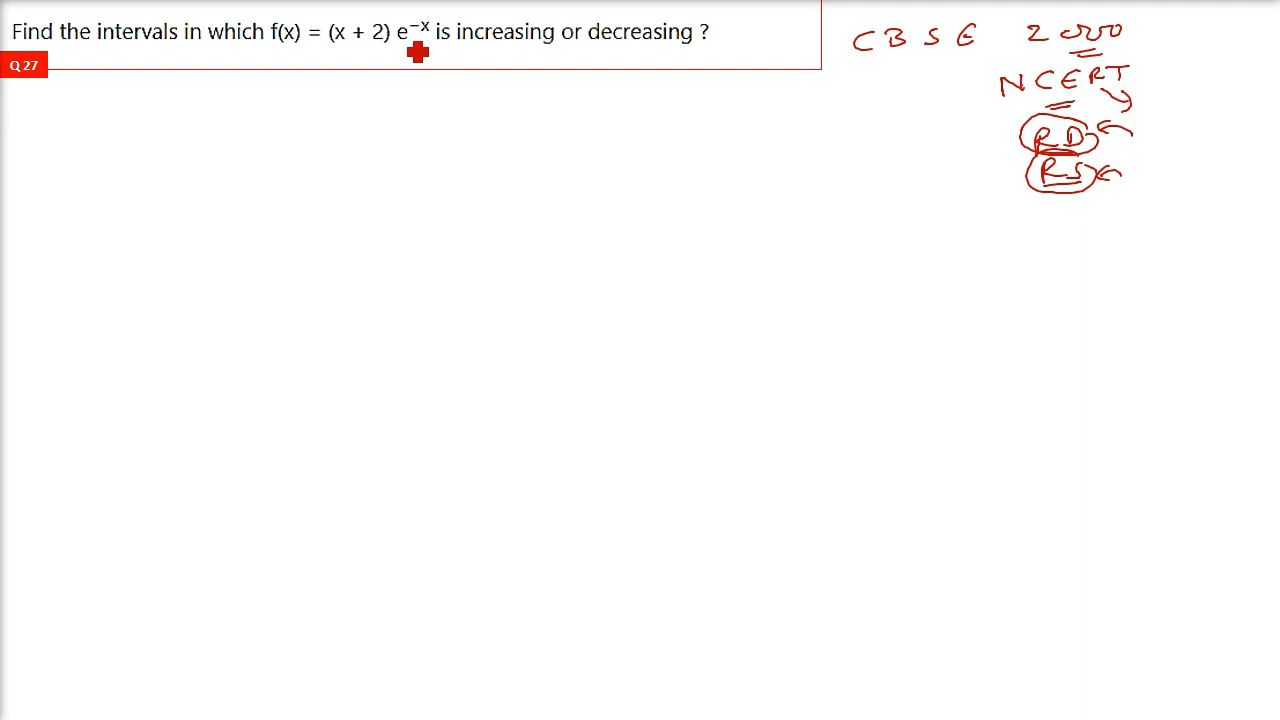 Find the intervals in which f(x) = (x + 2) e⁻ˣ is increasing or decreasing ?
Q 27
CBSE 2000
NCERT
RD
RS